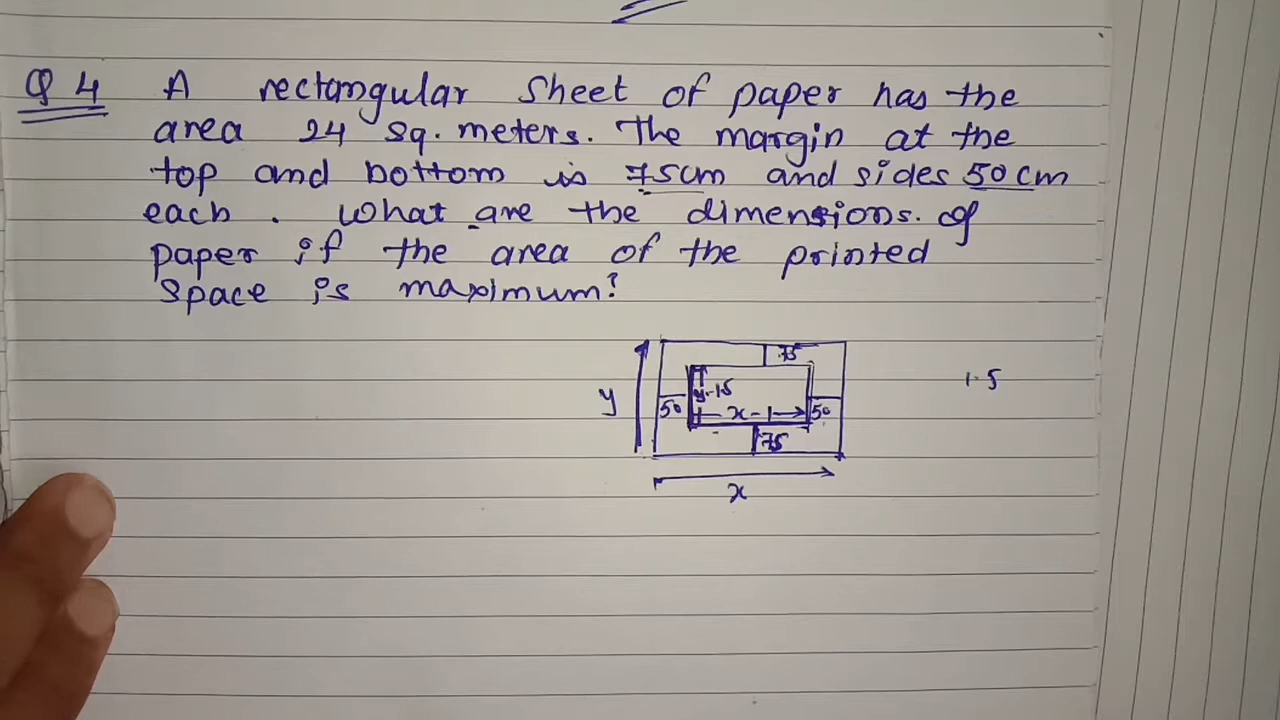 Q 4 A rectangular sheet of paper has the
area 24 sq. meters. The margin at the
top and bottom is 75cm and sides 50 cm
each. What are the dimensions. of
paper if the area of the printed
space is maximum?
75
y y-1.5 1.5
50 x-1 50
75
x